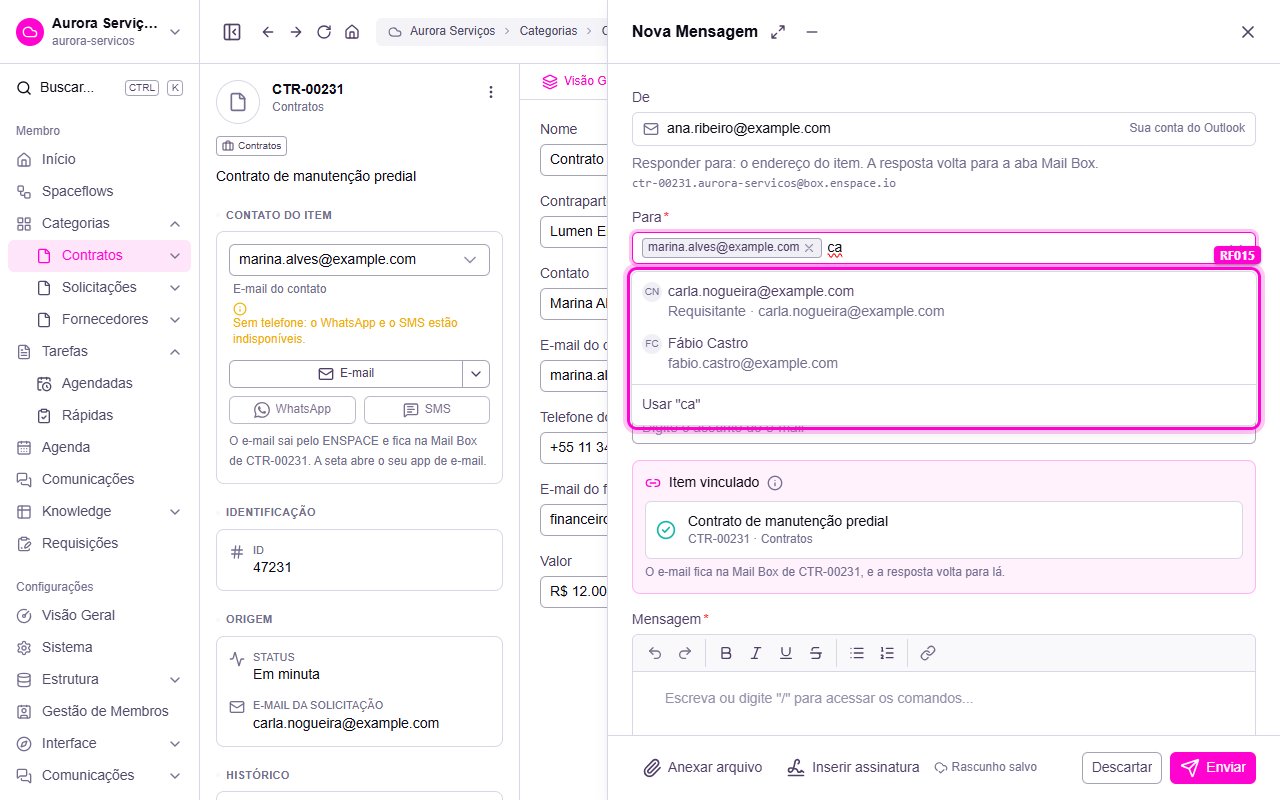 Aurora Serviç...
aurora-servicos
Buscar...
CTRL K
Membro
Início
Spaceflows
Categorias
Contratos
Solicitações
Fornecedores
Tarefas
Agendadas
Rápidas
Agenda
Comunicações
Knowledge
Requisições
Configurações
Visão Geral
Sistema
Estrutura
Gestão de Membros
Interface
Comunicações
Aurora Serviços > Categorias > C
CTR-00231
Contratos
Contratos
Contrato de manutenção predial
CONTATO DO ITEM
marina.alves@example.com
E-mail do contato
Sem telefone: o WhatsApp e o SMS estão
indisponíveis.
E-mail
WhatsApp
SMS
O e-mail sai pelo ENSPACE e fica na Mail Box
de CTR-00231. A seta abre o seu app de e-mail.
IDENTIFICAÇÃO
ID
47231
ORIGEM
STATUS
Em minuta
E-MAIL DA SOLICITAÇÃO
carla.nogueira@example.com
HISTÓRICO
Visão G
Nome
Contrato
Contrapart
Lumen E
Contato
Marina Al
E-mail do c
marina.al
Telefone do
+55 11 34
E-mail do f
financeiro
Valor
R$ 12.00
Nova Mensagem
De
ana.ribeiro@example.com
Sua conta do Outlook
Responder para: o endereço do item. A resposta volta para a aba Mail Box.
ctr-00231.aurora-servicos@box.enspace.io
Para*
marina.alves@example.com ca
RF015
CN carla.nogueira@example.com
Requisitante · carla.nogueira@example.com
FC Fábio Castro
fabio.castro@example.com
Usar "ca"
Digite o assunto do e-mail
Item vinculado
Contrato de manutenção predial
CTR-00231 · Contratos
O e-mail fica na Mail Box de CTR-00231, e a resposta volta para lá.
Mensagem*
B I U S
Escreva ou digite "/" para acessar os comandos...
Anexar arquivo
Inserir assinatura
Rascunho salvo
Descartar
Enviar